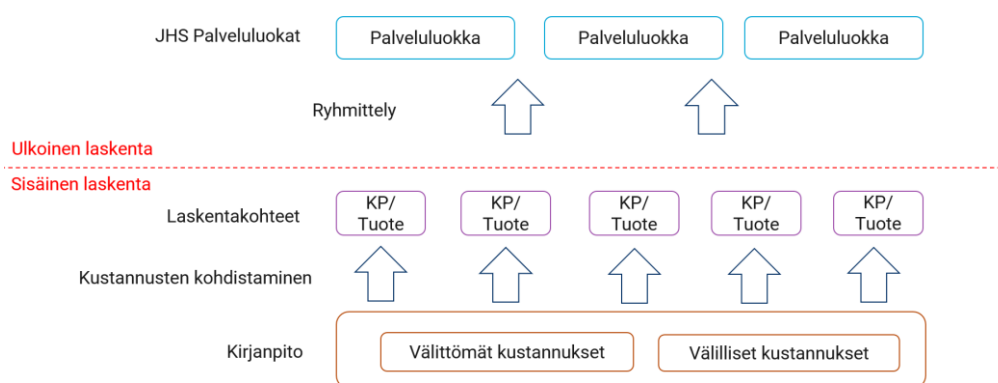 JHS Palveluluokat
Palveluluokka
Palveluluokka
Palveluluokka
Ryhmittely
Ulkoinen laskenta
Sisäinen laskenta
Laskentakohteet
KP/
Tuote
KP/
Tuote
KP/
Tuote
KP/
Tuote
KP/
Tuote
Kustannusten kohdistaminen
Kirjanpito
Välittömät kustannukset
Välilliset kustannukset